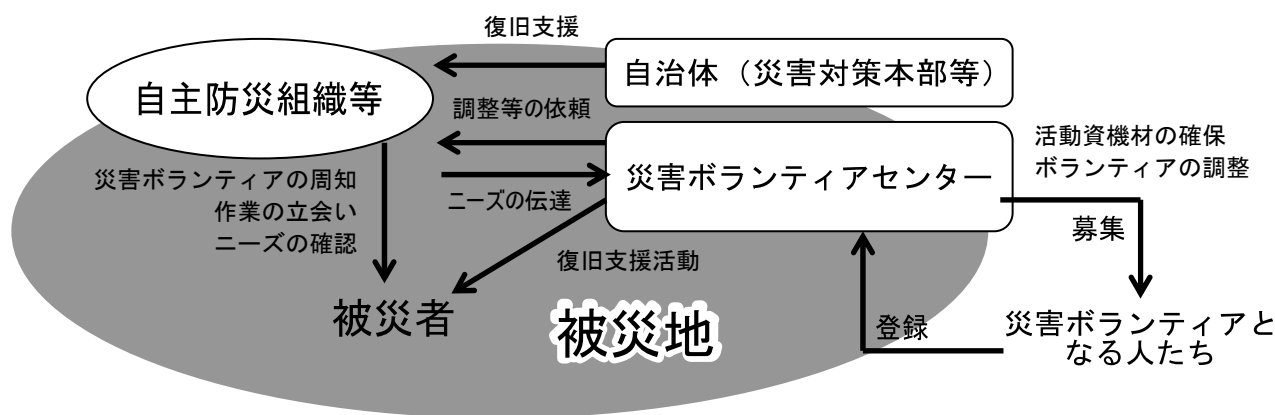 復旧支援
自治体（災害対策本部等）
自主防災組織等
調整等の依頼
活動資機材の確保
ボランティアの調整
災害ボランティアセンター
災害ボランティアの周知
作業の立会い
ニーズの確認
ニーズの伝達
募集
復旧支援活動
被災者
被災地
登録
災害ボランティアと
なる人たち